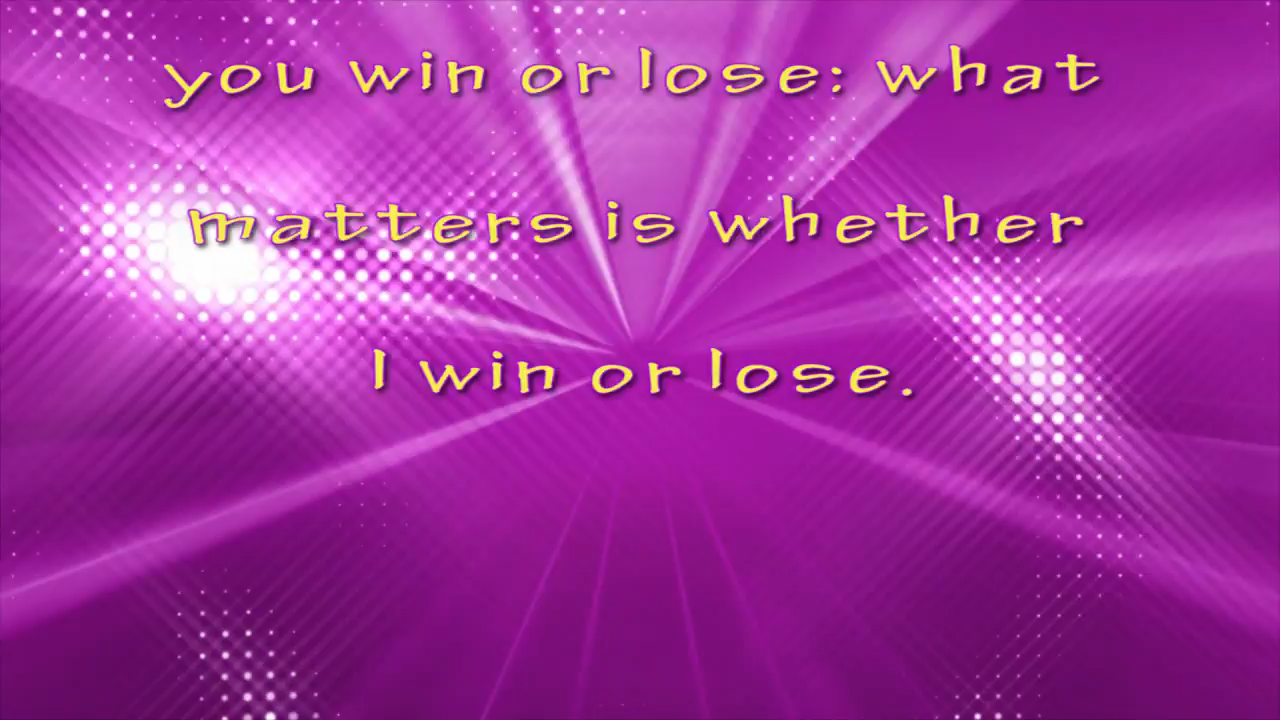 you win or lose: what
matters is whether
I win or lose.